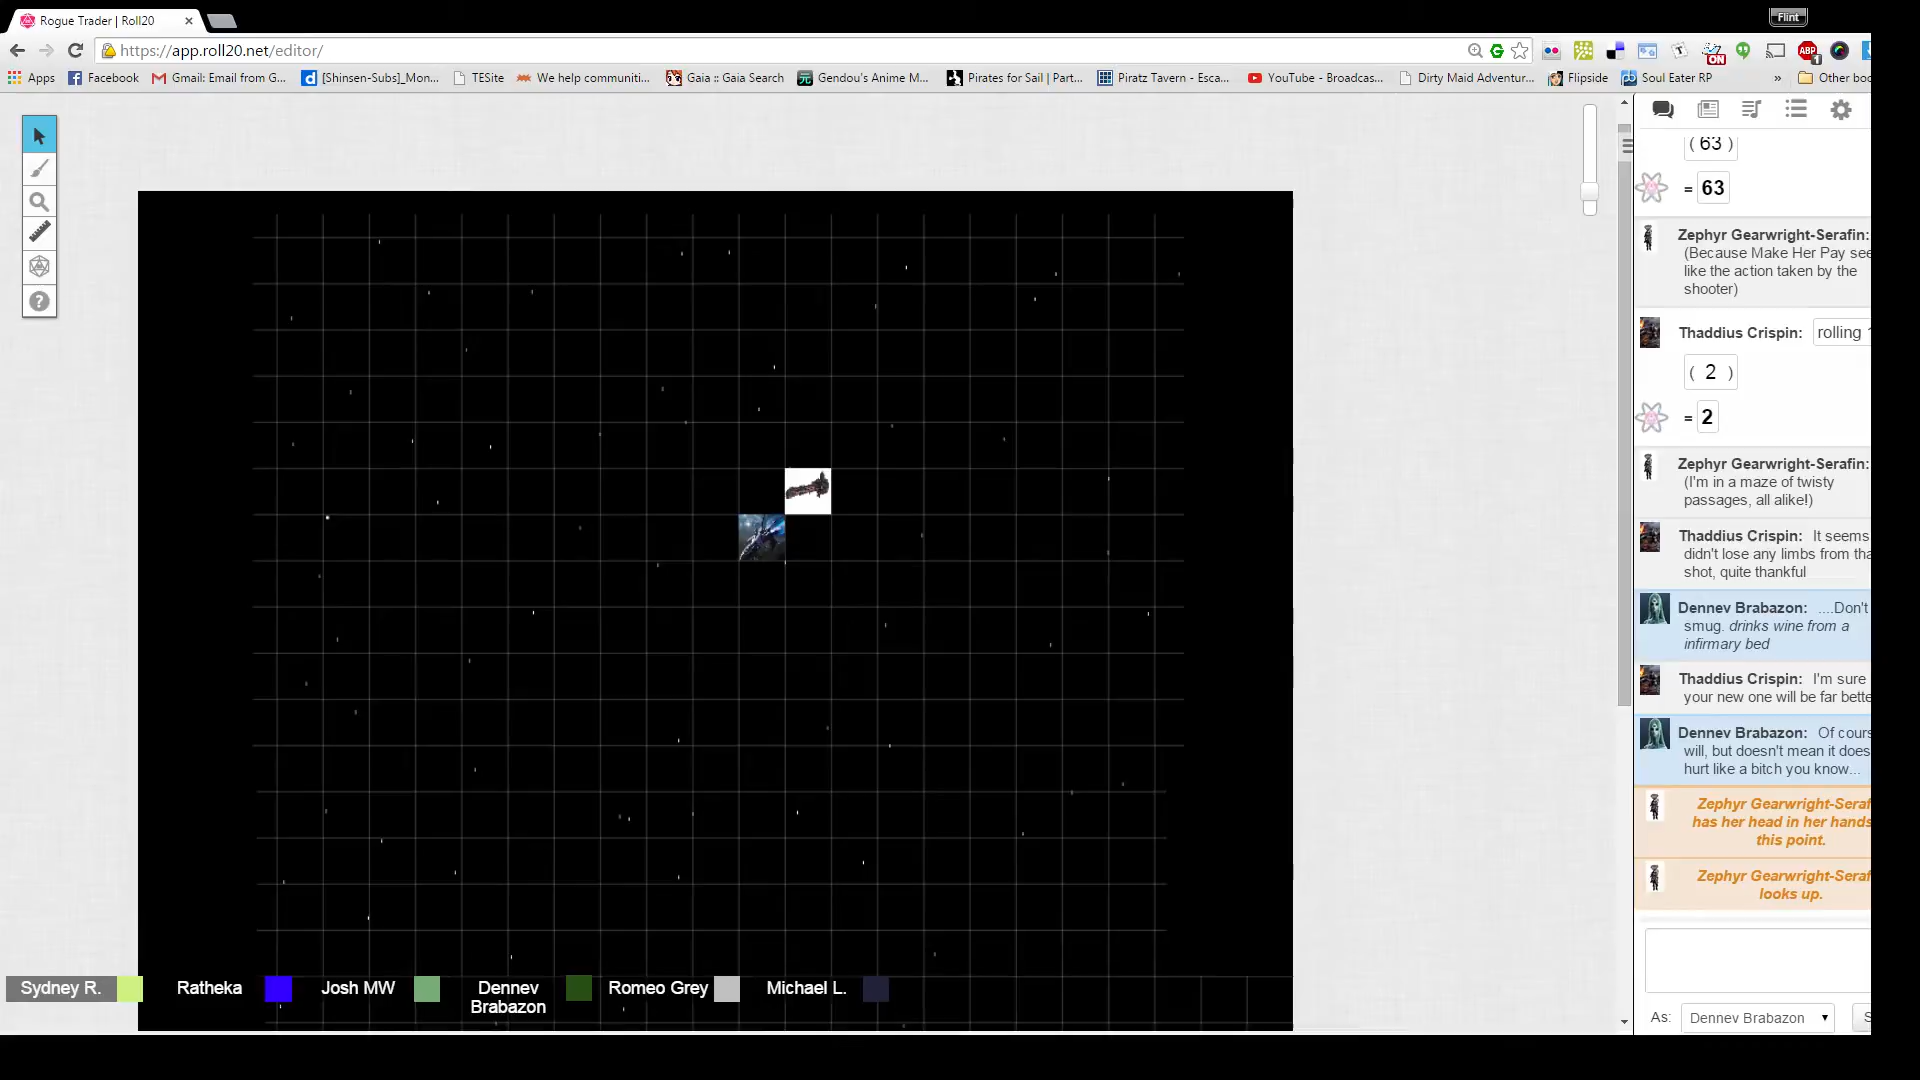 Rogue Trader | Roll20
Flint
https://app.roll20.net/editor/
Apps
Facebook
Gmail: Email from G...
[Shinsen-Subs]_Mon...
TESite
We help communiti...
Gaia :: Gaia Search
Gendou's Anime M...
Pirates for Sail | Part...
Piratz Tavern - Esca...
YouTube - Broadcas...
Dirty Maid Adventur...
Flipside
Soul Eater RP
»
Other boo
ABP
1
ON
( 63 )
= 63
Zephyr Gearwright-Serafin:
(Because Make Her Pay see
like the action taken by the
shooter)
Thaddius Crispin: rolling
( 2 )
= 2
Zephyr Gearwright-Serafin:
(I'm in a maze of twisty
passages, all alike!)
Thaddius Crispin: It seems
didn't lose any limbs from tha
shot, quite thankful
Dennev Brabazon: ....Don't
smug. drinks wine from a
infirmary bed
Thaddius Crispin: I'm sure
your new one will be far bette
Dennev Brabazon: Of cours
will, but doesn't mean it does
hurt like a bitch you know...
Zephyr Gearwright-Seraf
has her head in her hands
this point.
Zephyr Gearwright-Seraf
looks up.
Sydney R.
Ratheka
Josh MW
Dennev
Brabazon
Romeo Grey
Michael L.
As: Dennev Brabazon
S